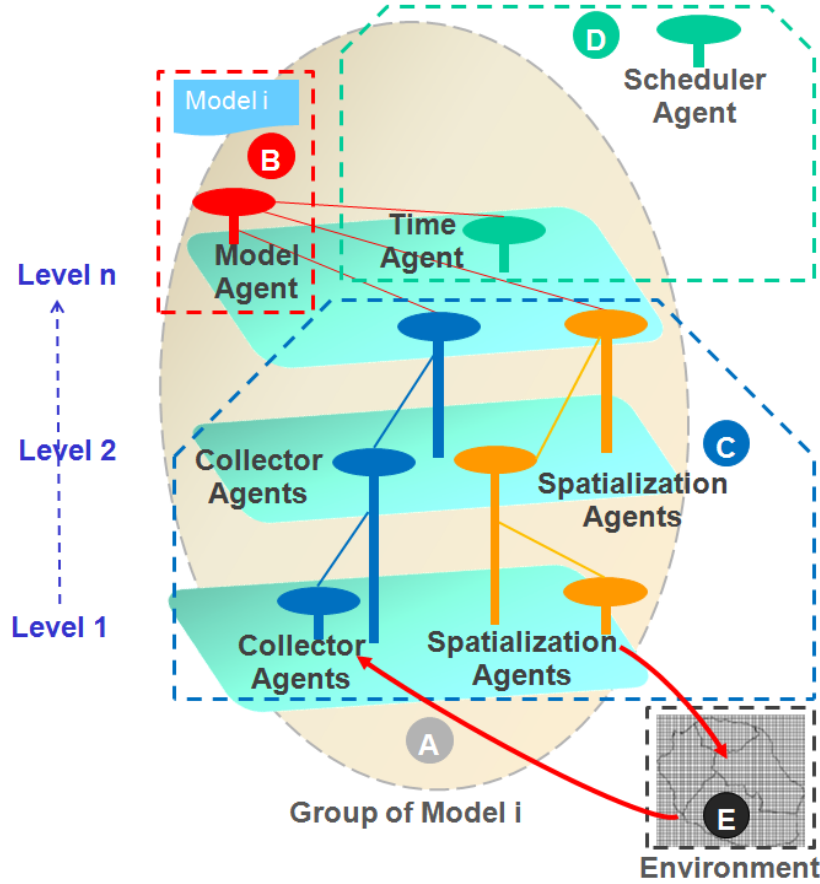 D
Scheduler
Agent
Model i
B
Time
Agent
Model
Agent
Level n
Level 2
Collector
Agents
C
Spatialization
Agents
Level 1
Collector
Agents
Spatialization
Agents
A
Group of Model i
E
Environment